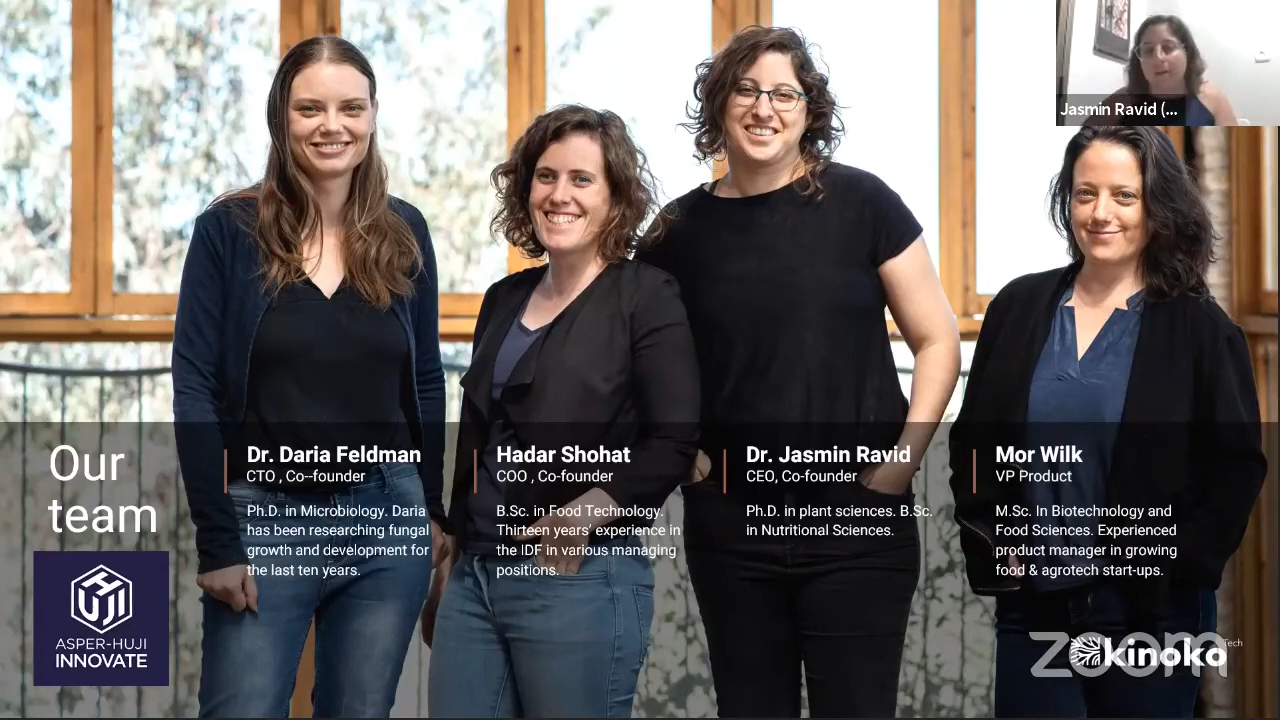 Jasmin Ravid (...
Our
team
Dr. Daria Feldman
CTO , Co--founder
Ph.D. in Microbiology. Daria
has been researching fungal
growth and development for
the last ten years.
Hadar Shohat
COO , Co-founder
B.Sc. in Food Technology.
Thirteen years’ experience in
the IDF in various managing
positions.
Dr. Jasmin Ravid
CEO, Co-founder
Ph.D. in plant sciences. B.Sc.
in Nutritional Sciences.
Mor Wilk
VP Product
M.Sc. In Biotechnology and
Food Sciences. Experienced
product manager in growing
food & agrotech start-ups.
HUJI
ASPER-HUJI
INNOVATE
zoom
kinoko Tech